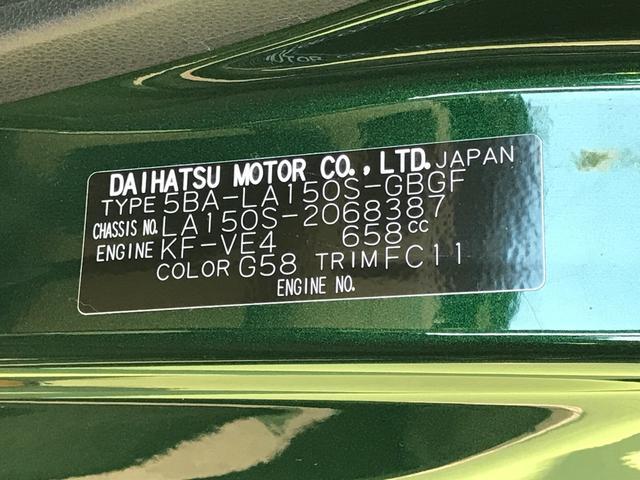 DAIHATSU MOTOR CO., LTD. JAPAN
TYPE 5BA-LA150S-GBGF
CHASSIS NO. LA150S-2068387
ENGINE KF-VE4 658cc
COLOR G58 TRIM FC11
ENGINE NO.